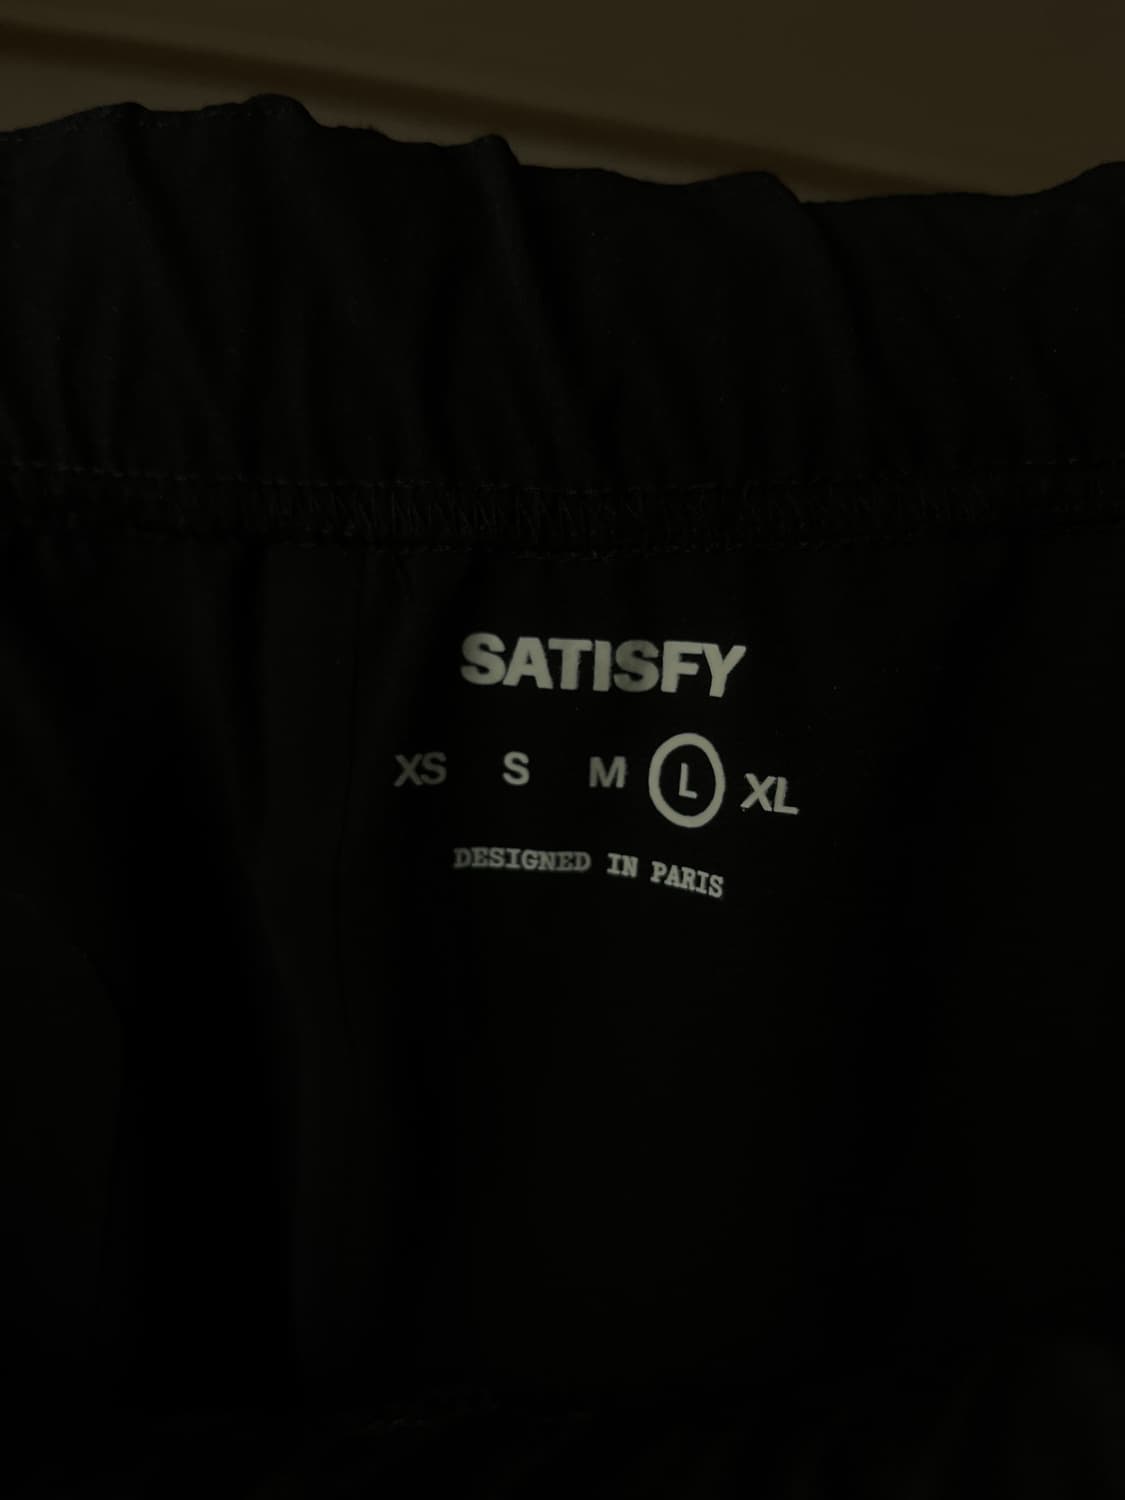 SATISFY
XS S M L XL
DESIGNED IN PARIS